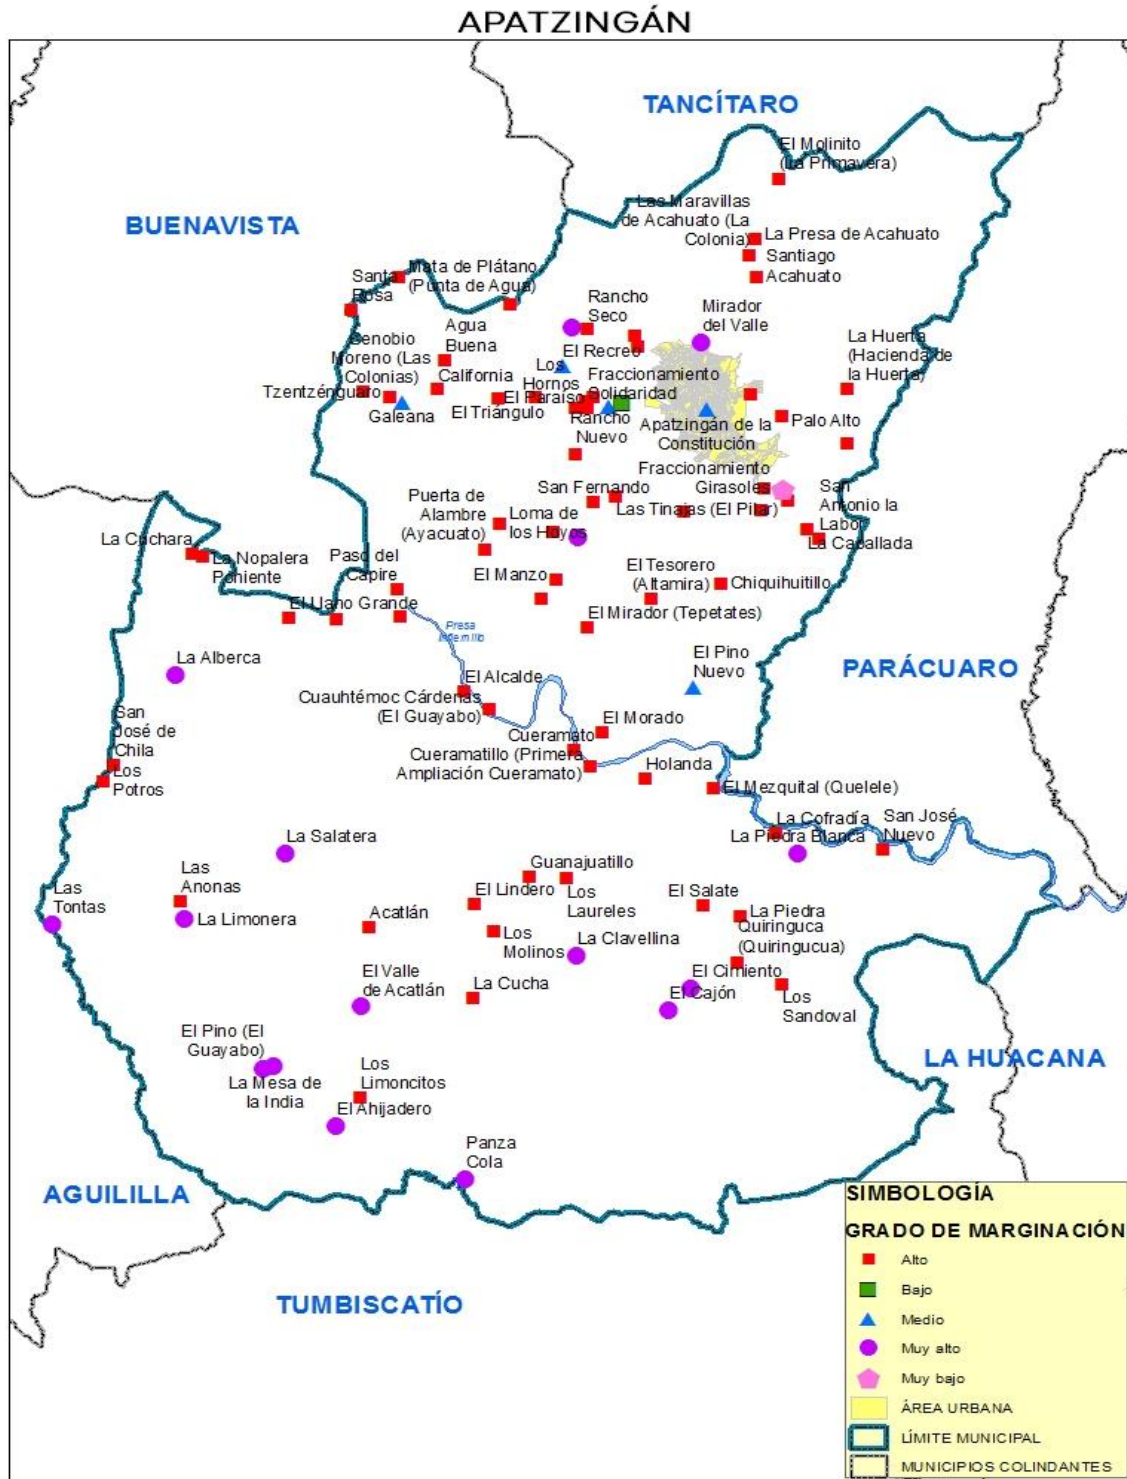 APATZINGÁN
TANCÍTARO
El Molinito
(La Primavera)
Las Maravillas
de Acahuato (La
Colonia)
La Presa de Acahuato
Santiago
Acahuato
BUENAVISTA
Santa
Rosa
Mata de Plátano
(Punta de Agua)
Rancho
Seco
Mirador
del Valle
La Huerta
(Hacienda de
la Huerta)
Cenobio
Moreno (Las
Colonias)
Agua
Buena
El Recreo
Los
Hornos
Fraccionamiento
Solidaridad
Tzentzénguaro
California
El Paraíso
Galeana
El Triángulo
Rancho
Nuevo
Apatzingán de la
Constitución
Palo Alto
Fraccionamiento
Girasoles
San
Antonio la
Labor
San Fernando
Las Tinajas (El Pilar)
La Caballada
Puerta de
Alambre
(Ayacuato)
Loma de
los Hoyos
La Cuchara
La Nopalera
Poniente
Paso del
Capire
El Manzo
El Tesorero
(Altamira)
Chiquihuitillo
El Llano Grande
El Mirador (Tepetates)
Presa
Infiernillo
La Alberca
El Pino
Nuevo
PARÁCUARO
El Alcalde
Cuauhtémoc Cárdenas
(El Guayabo)
San
José de
Chila
Los
Potros
El Morado
Cueramato
Cueramatillo (Primera
Ampliación Cueramato)
Holanda
El Mezquital (Quelele)
La Cofradía
La Piedra Blanca
San José
Nuevo
La Salatera
Guanajuatillo
Las
Tontas
Las
Anonas
La Limonera
El Lindero
Los
Laureles
El Salate
Acatlán
Los
Molinos
La Piedra
Quiringuca
(Quiringucua)
La Clavellina
El Valle
de Acatlán
La Cucha
El Cimiento
El Cajón
Los
Sandoval
El Pino (El
Guayabo)
La Mesa de
la India
Los
Limoncitos
LA HUACANA
El Ahijadero
Panza
Cola
AGUILILLA
TUMBISCATÍO
SIMBOLOGÍA
GRADO DE MARGINACIÓN
Alto
Bajo
Medio
Muy alto
Muy bajo
ÁREA URBANA
LÍMITE MUNICIPAL
MUNICIPIOS COLINDANTES